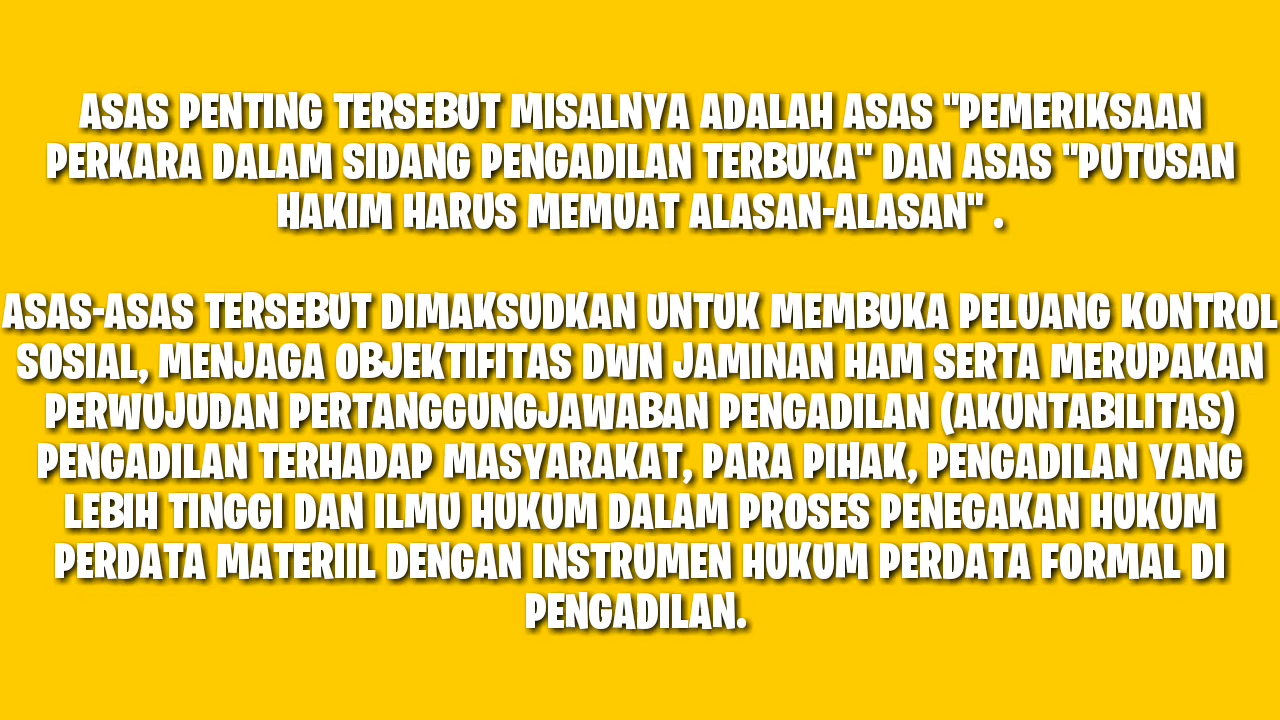 ASAS PENTING TERSEBUT MISALNYA ADALAH ASAS "PEMERIKSAAN
PERKARA DALAM SIDANG PENGADILAN TERBUKA" DAN ASAS "PUTUSAN
HAKIM HARUS MEMUAT ALASAN-ALASAN" .
ASAS-ASAS TERSEBUT DIMAKSUDKAN UNTUK MEMBUKA PELUANG KONTROL
SOSIAL, MENJAGA OBJEKTIFITAS DWN JAMINAN HAM SERTA MERUPAKAN
PERWUJUDAN PERTANGGUNGJAWABAN PENGADILAN (AKUNTABILITAS)
PENGADILAN TERHADAP MASYARAKAT, PARA PIHAK, PENGADILAN YANG
LEBIH TINGGI DAN ILMU HUKUM DALAM PROSES PENEGAKAN HUKUM
PERDATA MATERIIL DENGAN INSTRUMEN HUKUM PERDATA FORMAL DI
PENGADILAN.